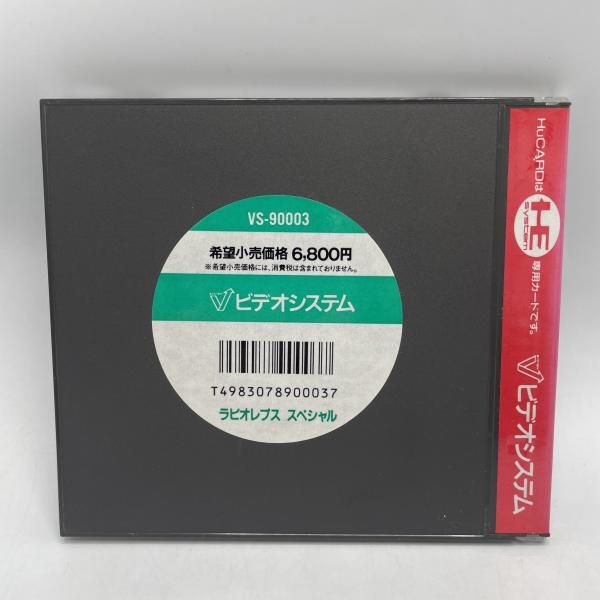 VS-90003
希望小売価格 6,800円
※希望小売価格には、消費税は含まれておりません。
ビデオシステム
T4983078900037
ラビオレプス スペシャル
HuCARDは
HE
system
専用カードです。
ビデオシステム